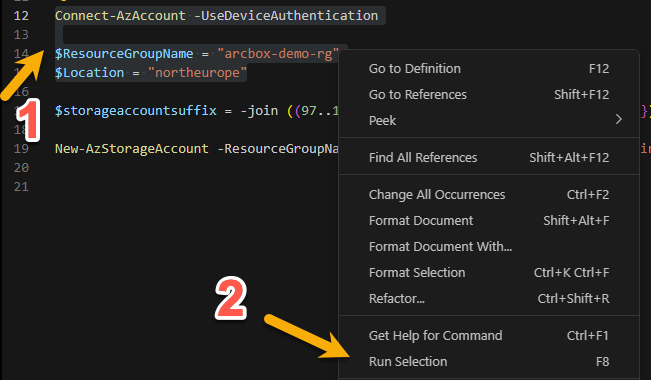 12 Connect-AzAccount -UseDeviceAuthentication
13
14 $ResourceGroupName = "arcbox-demo-rg"
$Location = "northeurope"
1
$storageaccountsuffix = -join ((97..1
18
19 New-AzStorageAccount -ResourceGroupNa
20
21
Go to Definition F12
Go to References Shift+F12
Peek
Find All References Shift+Alt+F12
Change All Occurrences Ctrl+F2
Format Document Shift+Alt+F
Format Document With...
Format Selection Ctrl+K Ctrl+F
Refactor... Ctrl+Shift+R
2
Get Help for Command Ctrl+F1
Run Selection F8